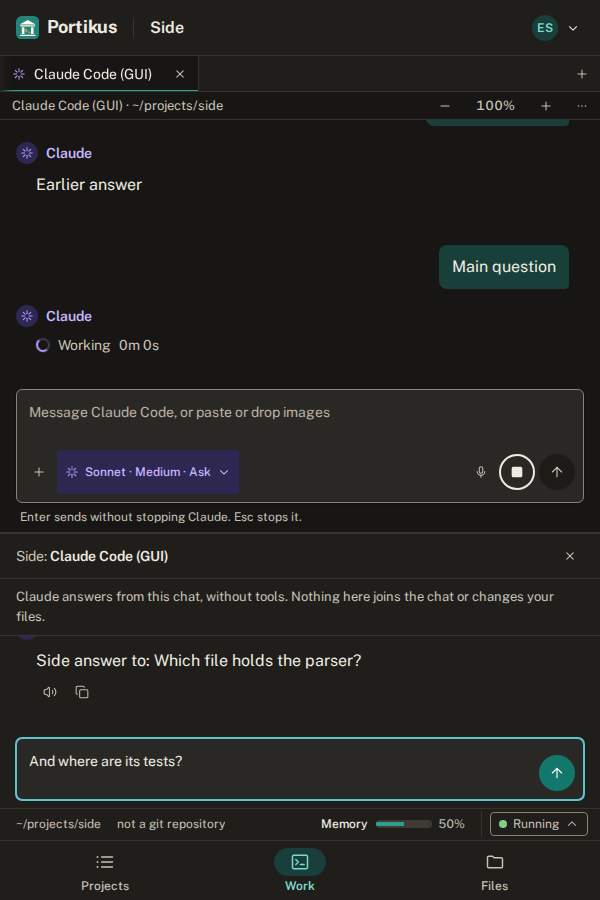 Portikus
Side
ES
Claude Code (GUI)
Claude Code (GUI) · ~/projects/side
100%
Claude
Earlier answer
Main question
Claude
Working 0m 0s
Message Claude Code, or paste or drop images
Sonnet · Medium · Ask
Enter sends without stopping Claude. Esc stops it.
Side: Claude Code (GUI)
Claude answers from this chat, without tools. Nothing here joins the chat or changes your
files.
Side answer to: Which file holds the parser?
And where are its tests?
~/projects/side
not a git repository
Memory
50%
Running
Projects
Work
Files